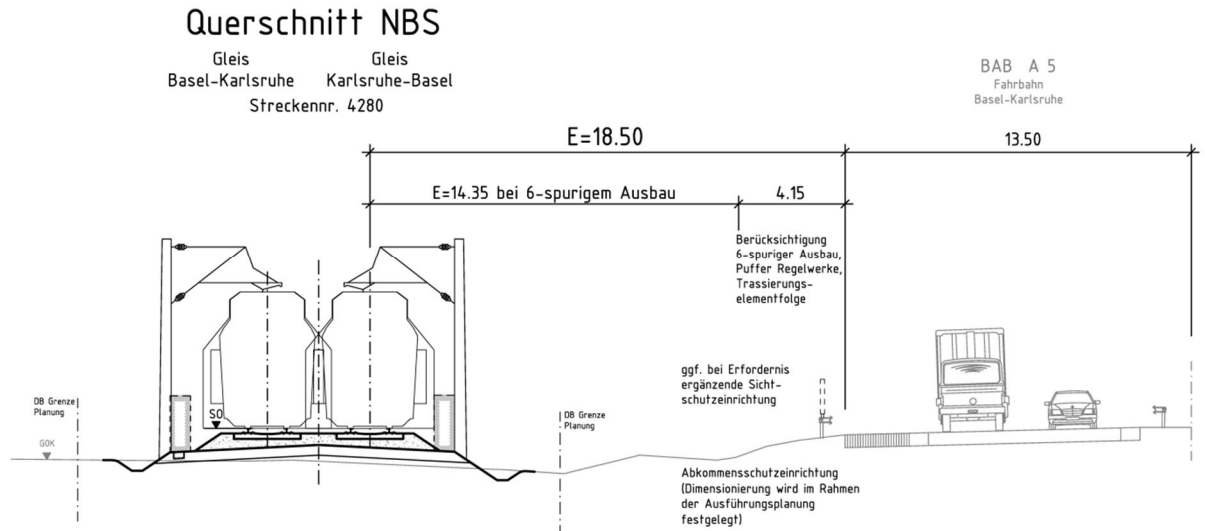 Querschnitt NBS
Gleis
Basel-Karlsruhe
Gleis
Karlsruhe-Basel
Streckennr. 4280
BAB A 5
Fahrbahn
Basel-Karlsruhe
E=18.50
13.50
E=14.35 bei 6-spurigem Ausbau
4.15
Berücksichtigung
6-spuriger Ausbau,
Puffer Regelwerke,
Trassierungs-
elementfolge
ggf. bei Erfordernis
ergänzende Sicht-
schutzeinrichtung
DB Grenze
Planung
SO
DB Grenze
Planung
GOK
Abkommensschutzeinrichtung
(Dimensionierung wird im Rahmen
der Ausführungsplanung
festgelegt)